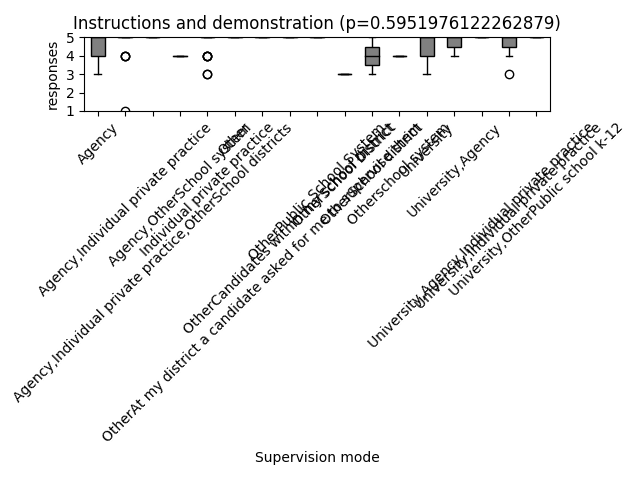 Instructions and demonstration (p=0.5951976122262879)
responses
5
4
3
2
1
Agency
Agency,Individual private practice
Agency,Individual private practice,OtherSchool districts
Agency,OtherSchool system
Individual private practice
Other
OtherAt my district a candidate asked for me to supervise them
OtherCandidates within my school district
OtherPublic School System
OtherSchool District
OtherSchool district
Otherschool system
University
University,Agency
University,Agency,Individual private practice
University,Individual private practice
University,OtherPublic school k-12
Supervision mode